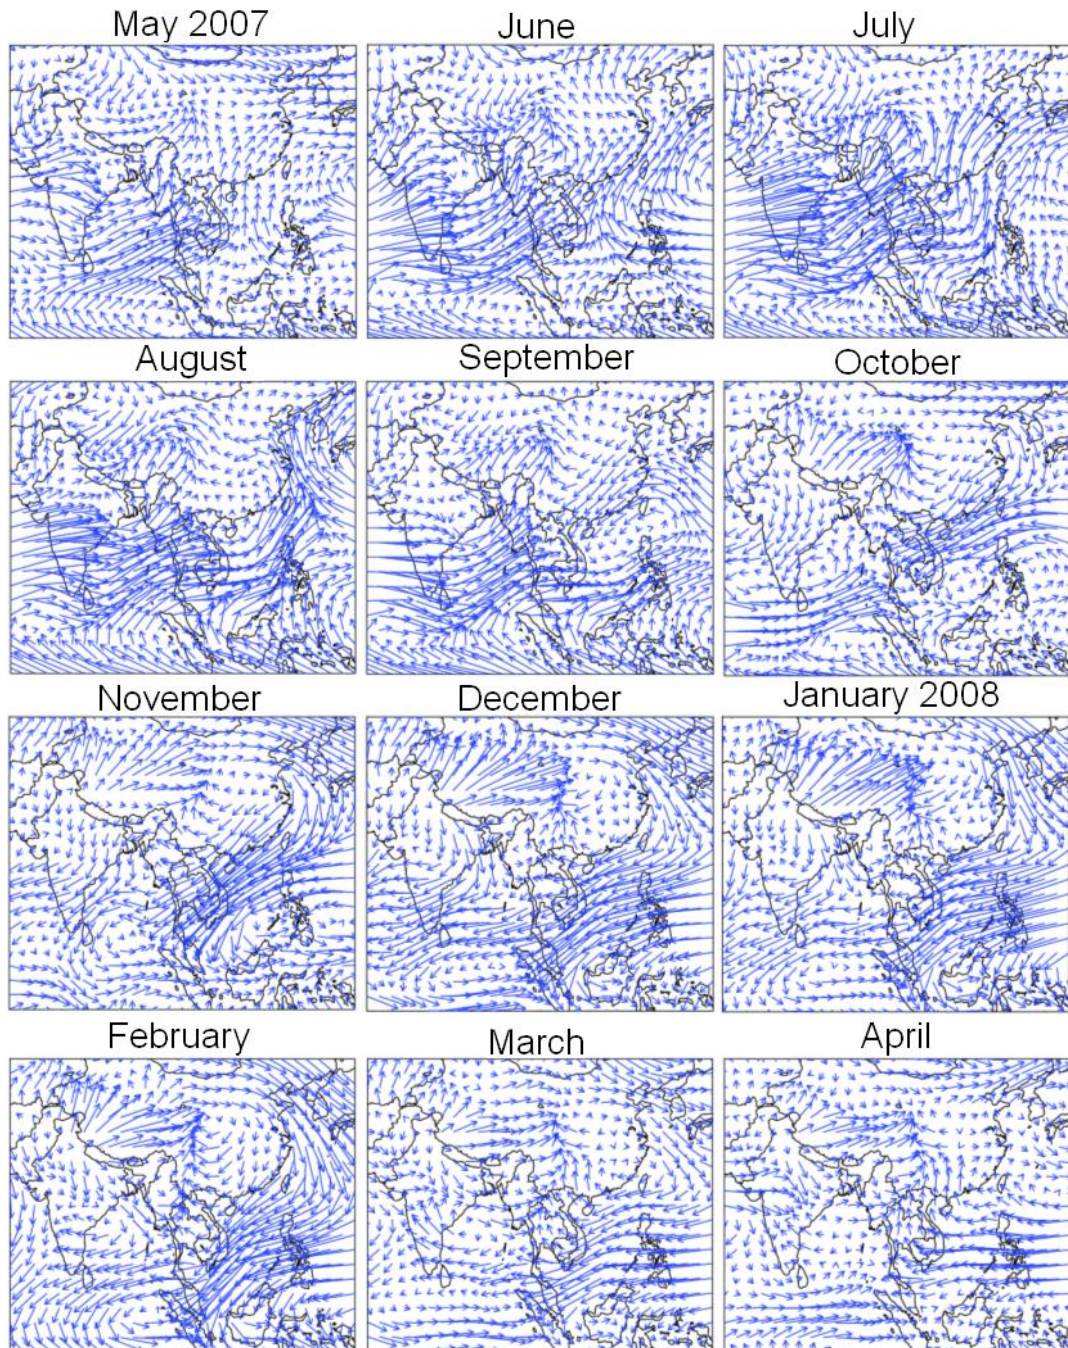 May 2007
June
July
August
September
October
November
December
January 2008
February
March
April